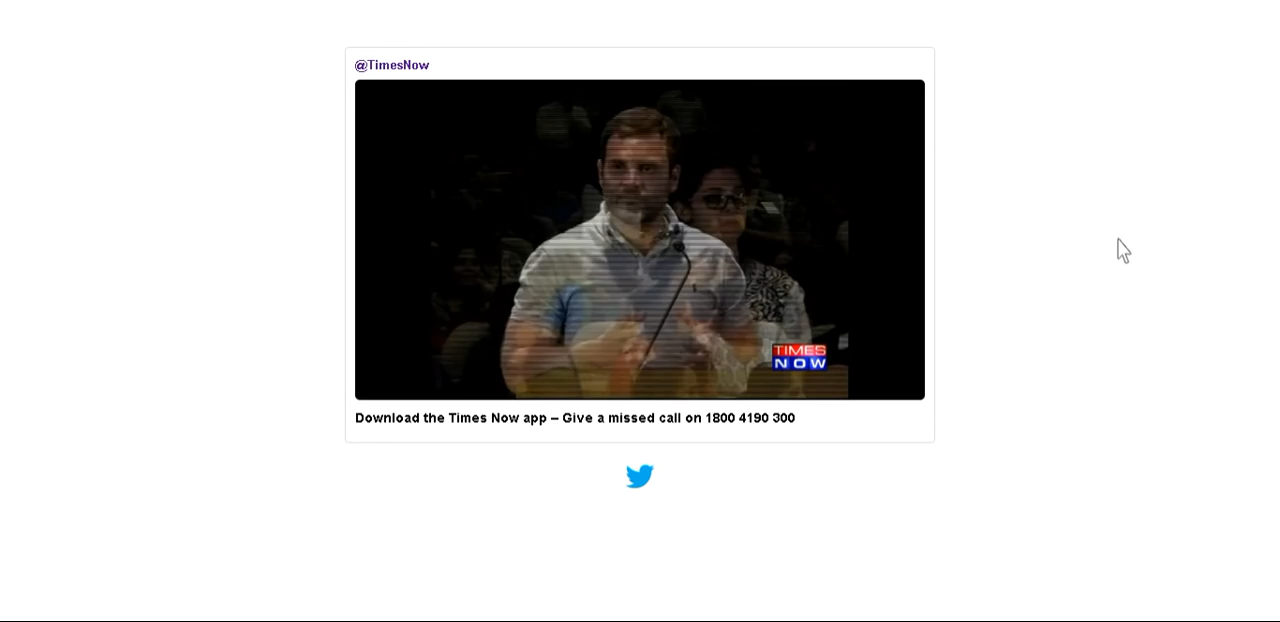 @TimesNow
TIMES
NOW
Download the Times Now app – Give a missed call on 1800 4190 300